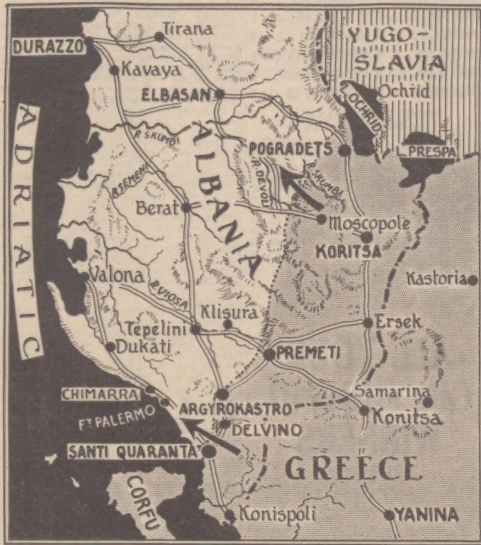 Tirana
DURAZZO
YUGO-
SLAVIA
Kavaya
L. OCHRID
Ochrid
ELBASAN
ADRIATIC
ALBANIA
R. SKUMBI
POGRADETS
L. PRESPA
R. DEVOLI
R. SKUMBI
R. SEMENI
Berat
Moscopole
KORITSA
Valona
R. VIOSA
Kastoria
Klisura
Tepelini
Ersek
Dukati
PREMETI
CHIMARRA
Samarina
FT. PALERMO
ARGYROKASTRO
Konitsa
DELVINO
SANTI QUARANTA
GREECE
CORFU
Konispoli
YANINA